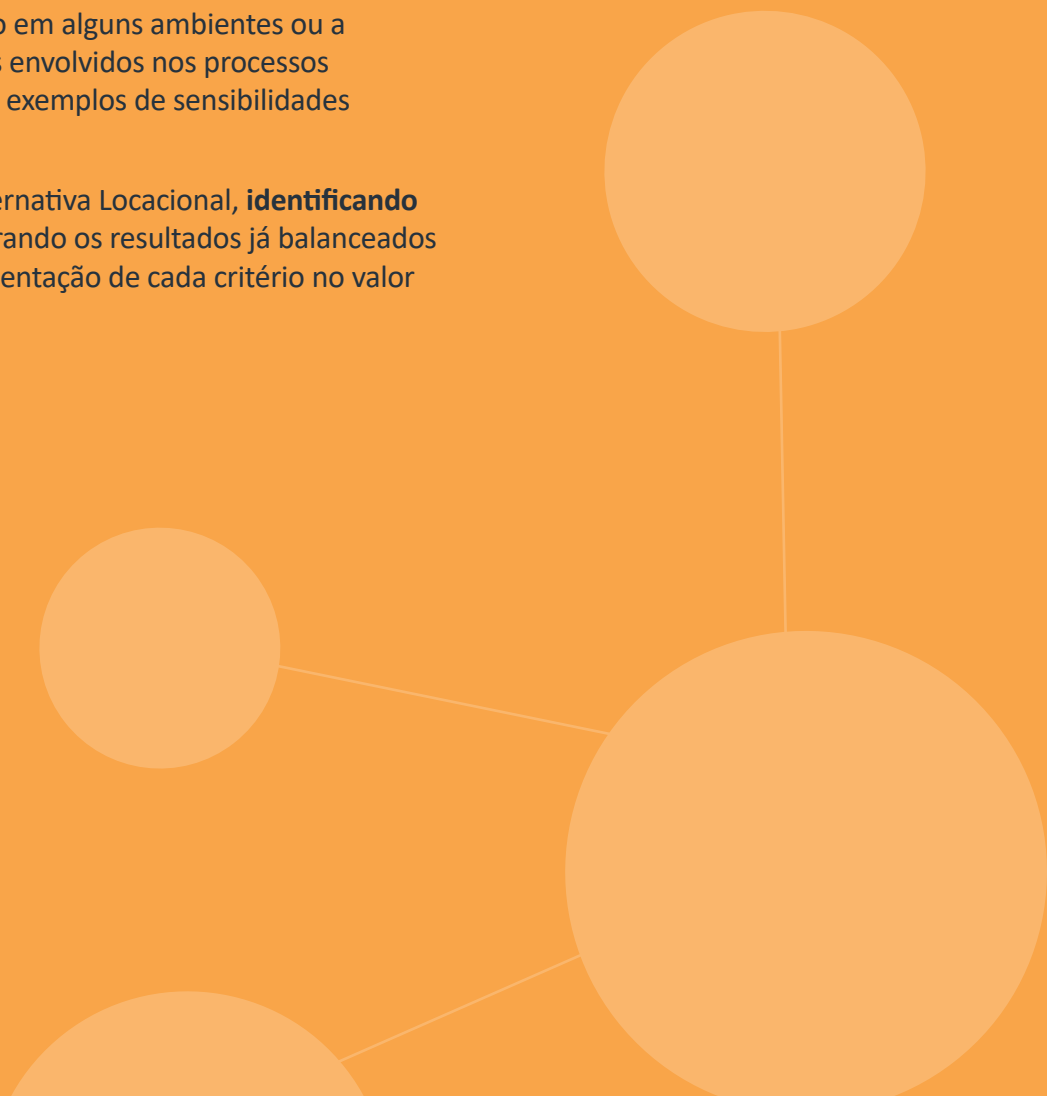 o em alguns ambientes ou a
s envolvidos nos processos
exemplos de sensibilidades
ernativa Locacional, identificando
rando os resultados já balanceados
entação de cada critério no valor